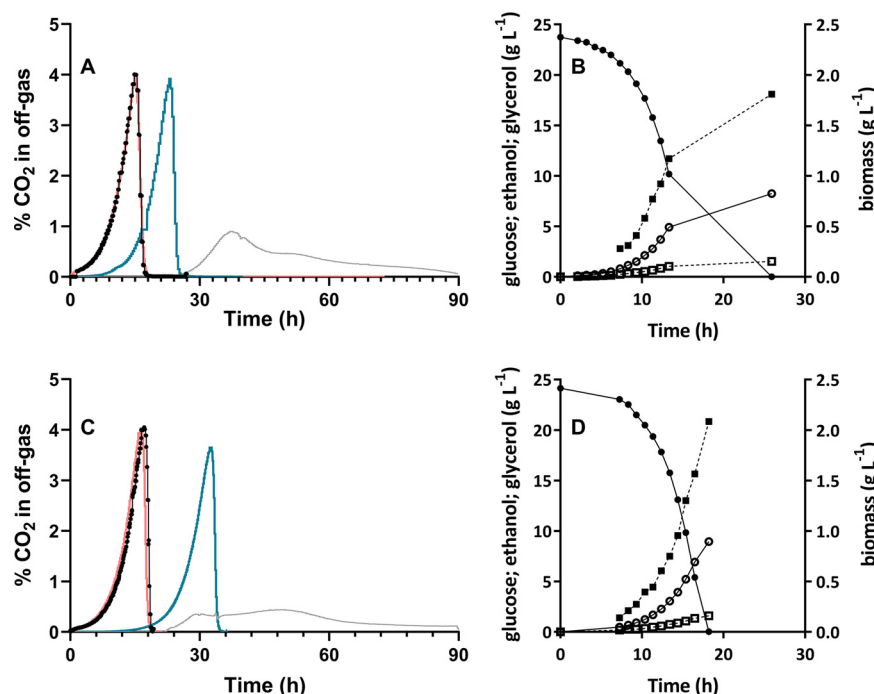 A
% CO2 in off-gas
5
4
3
2
1
0
0 30 60 90
Time (h)
B
glucose; ethanol; glycerol (g L-1)
25
20
15
10
5
0
0 10 20 30
Time (h)
2.5
2.0
1.5
1.0
0.5
0.0
biomass (g L-1)
C
% CO2 in off-gas
5
4
3
2
1
0
0 30 60 90
Time (h)
D
glucose; ethanol; glycerol (g L-1)
25
20
15
10
5
0
0 10 20 30
Time (h)
2.5
2.0
1.5
1.0
0.5
0.0
biomass (g L-1)